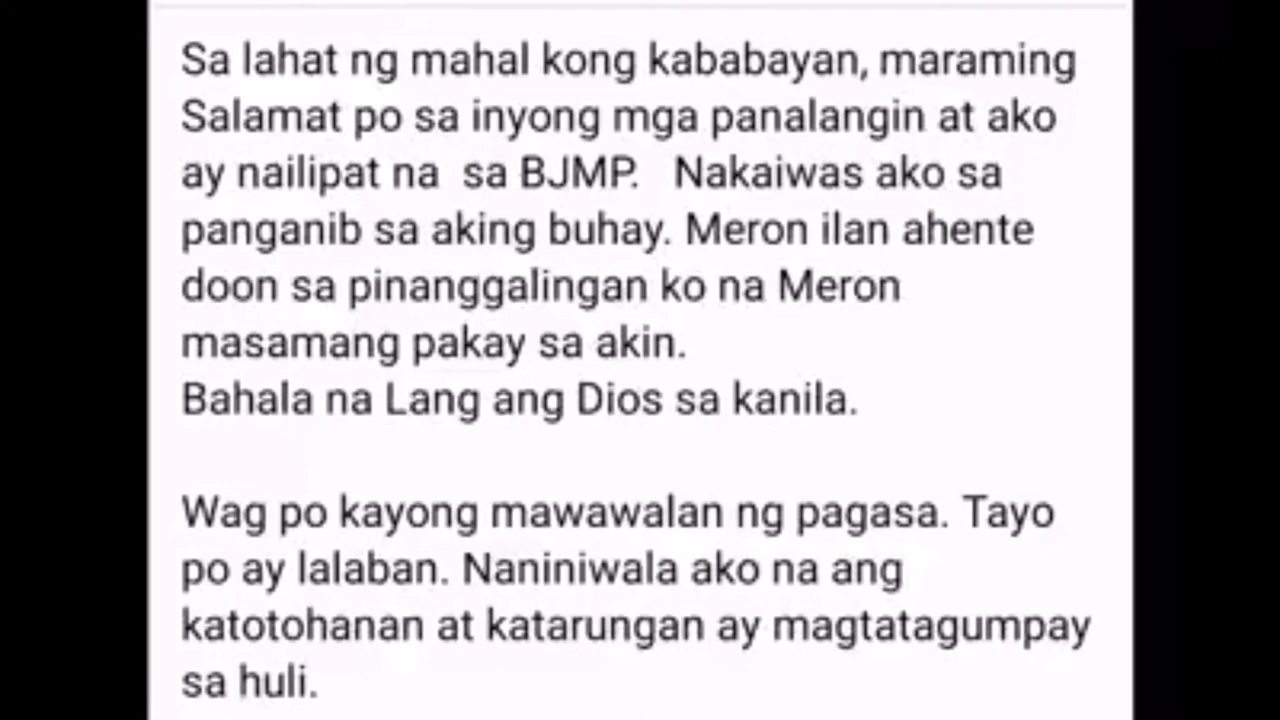 Sa lahat ng mahal kong kababayan, maraming
Salamat po sa inyong mga panalangin at ako
ay nailipat na  sa BJMP.   Nakaiwas ako sa
panganib sa aking buhay. Meron ilan ahente
doon sa pinanggalingan ko na Meron
masamang pakay sa akin.
Bahala na Lang ang Dios sa kanila.

Wag po kayong mawawalan ng pagasa. Tayo
po ay lalaban. Naniniwala ako na ang
katotohanan at katarungan ay magtatagumpay
sa huli.